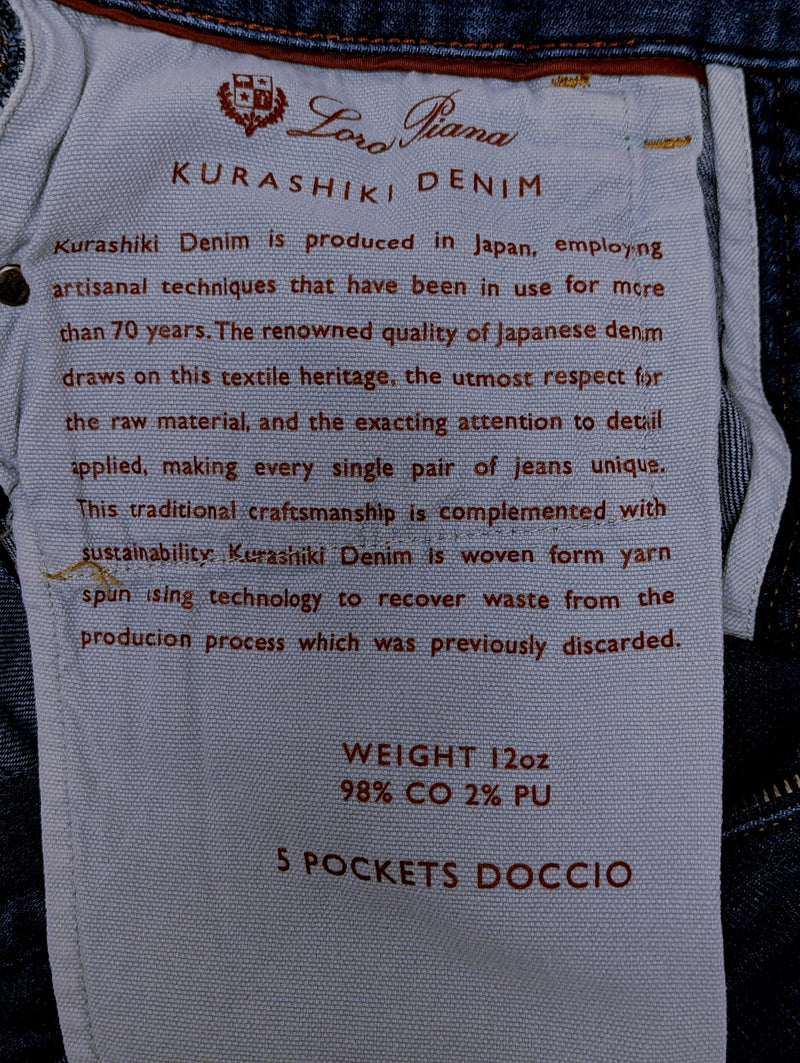 Loro Piana
KURASHIKI DENIM
Kurashiki Denim is produced in Japan, employing
artisanal techniques that have been in use for more
than 70 years. The renowned quality of Japanese denim
draws on this textile heritage, the utmost respect for
the raw material, and the exacting attention to detail
applied, making every single pair of jeans unique.
This traditional craftsmanship is complemented with
sustainability: Kurashiki Denim is woven form yarn
spun using technology to recover waste from the
producion process which was previously discarded.
WEIGHT 12oz
98% CO 2% PU
5 POCKETS DOCCIO